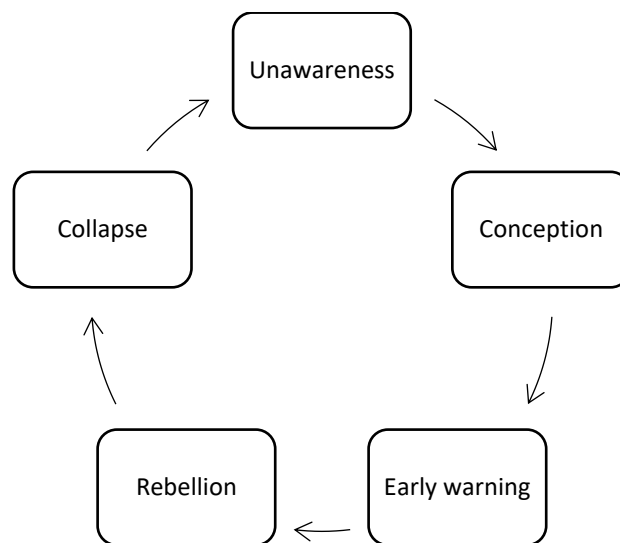 Unawareness
Conception
Early warning
Rebellion
Collapse